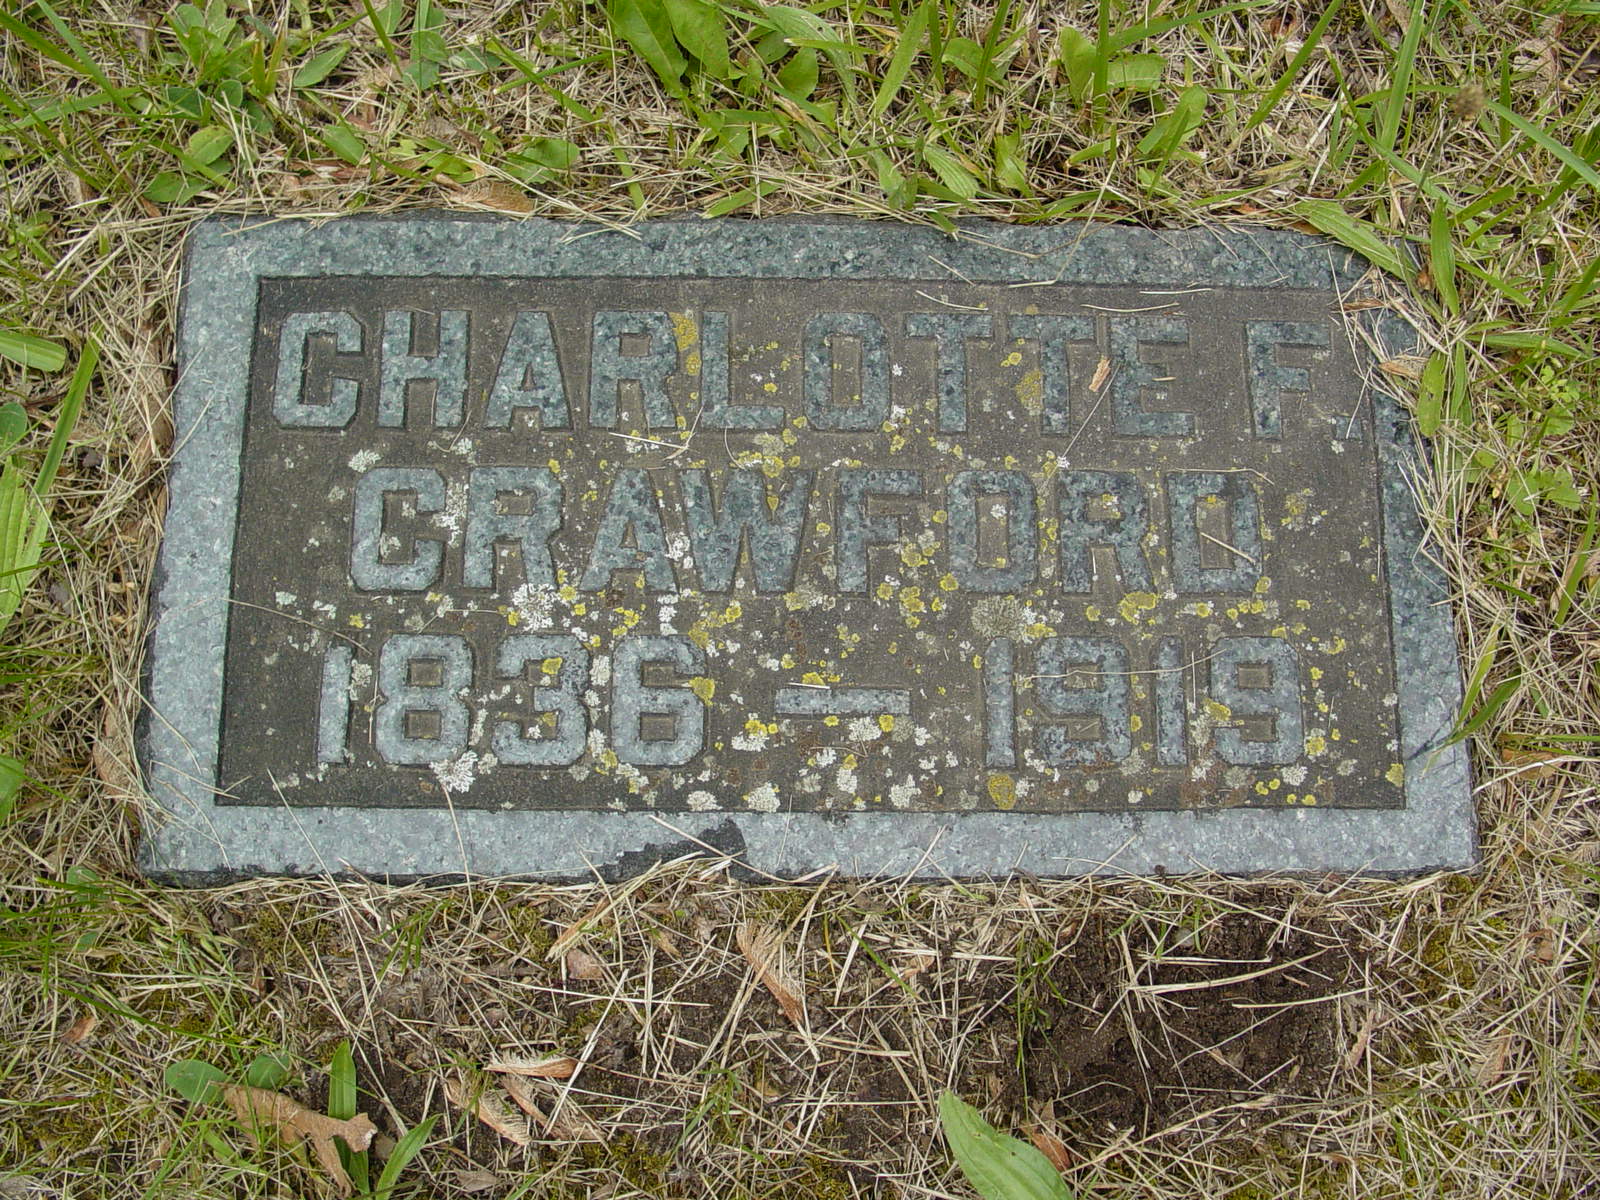 CHARLOTTE F.
CRAWFORD
1836 — 1919